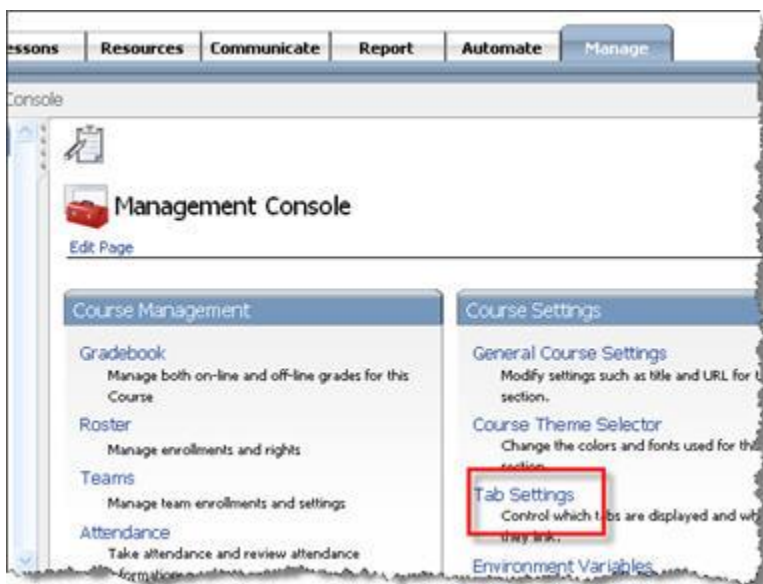 essons Resources Communicate Report Automate Manage
Console
Management Console
Edit Page
Course Management
Gradebook
Manage both on-line and off-line grades for this
Course
Roster
Manage enrollments and rights
Teams
Manage team enrollments and settings
Attendance
Take attendance and review attendance
Course Settings
General Course Settings
Modify settings such as title and URL for
section.
Course Theme Selector
Change the colors and fonts used for
section.
Tab Settings
Control which tabs are displayed and
they link.
Environment Variables